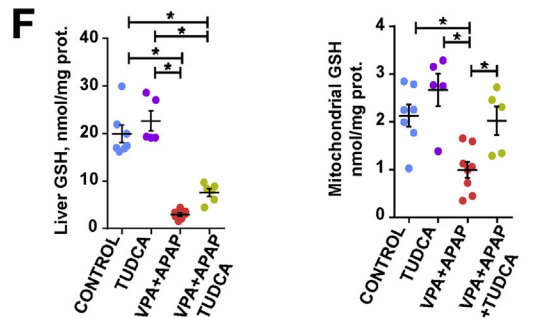 F
Liver GSH, nmol/mg prot.
40
30
20
10
0
* 
*
*
*
CONTROL
TUDCA
VPA+APAP
VPA+APAP
TUDCA
Mitochondrial GSH
nmol/mg prot.
4
3
2
1
0
*
*
*
CONTROL
TUDCA
VPA+APAP
VPA+APAP
+TUDCA